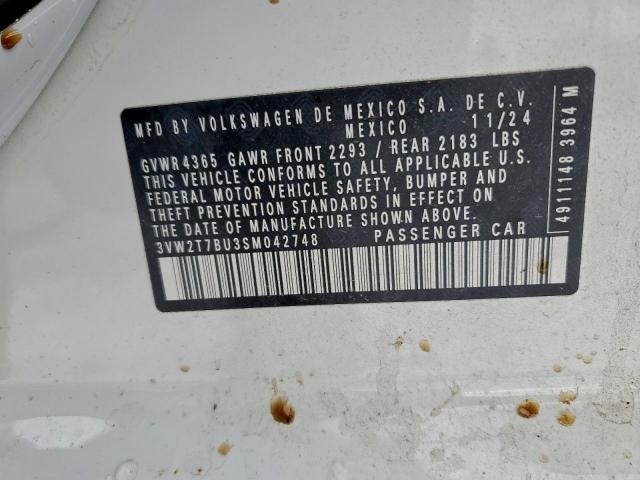 MFD BY VOLKSWAGEN DE MEXICO S.A. DE C.V.
MEXICO 11/24
GVWR 4365 GAWR FRONT 2293 / REAR 2183 LBS
THIS VEHICLE CONFORMS TO ALL APPLICABLE U.S.
FEDERAL MOTOR VEHICLE SAFETY, BUMPER AND
THEFT PREVENTION STANDARDS IN EFFECT ON
THE DATE OF MANUFACTURE SHOWN ABOVE.
3VW2T7BU3SM042748 PASSENGER CAR
4911148 3964 M